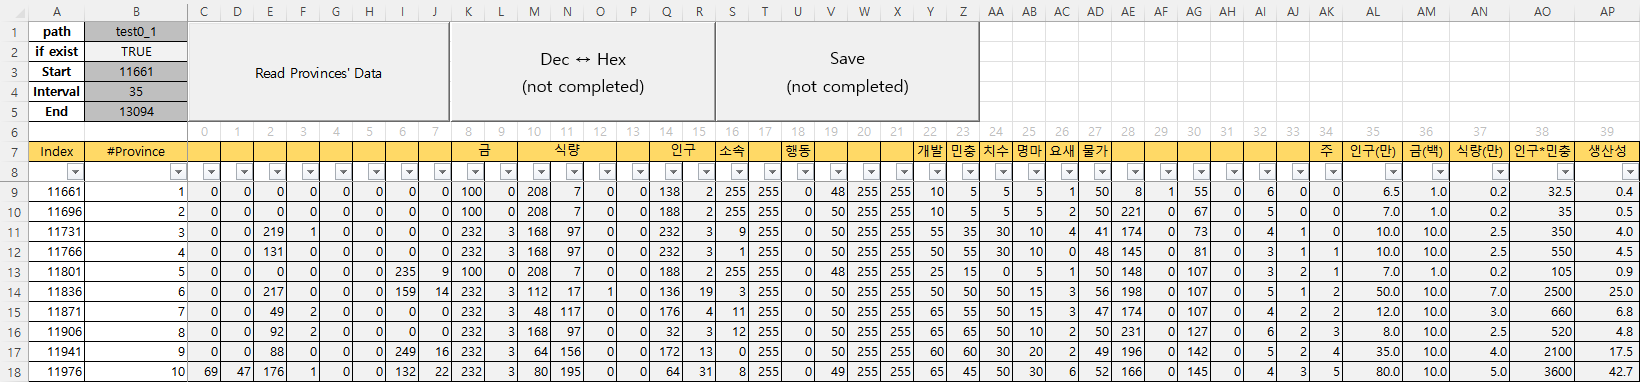 A B C D E F G H I J K L M N O P Q R S T U V W X Y Z AA AB AC AD AE AF AG AH AI AJ AK AL AM AN AO AP
1 path test0_1
2 if exist TRUE
3 Start 11661
4 Interval 35
5 End 13094
Read Provinces' Data
Dec ↔ Hex
(not completed)
Save
(not completed)
6 0 1 2 3 4 5 6 7 8 9 10 11 12 13 14 15 16 17 18 19 20 21 22 23 24 25 26 27 28 29 30 31 32 33 34 35 36 37 38 39
7 Index #Province 금 식량 인구 소속 행동 개발 민충 치수 명마 요새 물가 주 인구(만) 금(백) 식량(만) 인구*민충 생산성
8
9 11661 1 0 0 0 0 0 0 0 0 100 0 208 7 0 0 138 2 255 255 0 48 255 255 10 5 5 5 1 50 8 1 55 0 6 0 0 6.5 1.0 0.2 32.5 0.4
10 11696 2 0 0 0 0 0 0 0 0 100 0 208 7 0 0 188 2 255 255 0 50 255 255 10 5 5 5 2 50 221 0 67 0 5 0 0 7.0 1.0 0.2 35 0.5
11 11731 3 0 0 219 1 0 0 0 0 232 3 168 97 0 0 232 3 9 255 0 50 255 255 55 35 30 10 4 41 174 0 73 0 4 1 0 10.0 10.0 2.5 350 4.0
12 11766 4 0 0 131 0 0 0 0 0 232 3 168 97 0 0 232 3 1 255 0 50 255 255 50 55 30 10 0 48 145 0 81 0 3 1 1 10.0 10.0 2.5 550 4.5
13 11801 5 0 0 0 0 0 0 235 9 100 0 208 7 0 0 188 2 255 255 0 48 255 255 25 15 0 5 1 50 148 0 107 0 3 2 1 7.0 1.0 0.2 105 0.9
14 11836 6 0 0 217 0 0 0 159 14 232 3 112 17 1 0 136 19 3 255 0 50 255 255 50 50 50 15 3 56 198 0 107 0 5 1 2 50.0 10.0 7.0 2500 25.0
15 11871 7 0 0 49 2 0 0 0 0 232 3 48 117 0 0 176 4 11 255 0 50 255 255 65 55 50 15 3 47 174 0 107 0 4 2 2 12.0 10.0 3.0 660 6.8
16 11906 8 0 0 92 2 0 0 0 0 232 3 168 97 0 0 32 3 12 255 0 50 255 255 65 65 50 10 2 50 231 0 127 0 6 2 3 8.0 10.0 2.5 520 4.8
17 11941 9 0 0 88 0 0 0 249 16 232 3 64 156 0 0 172 13 0 255 0 50 255 255 60 60 30 20 2 49 196 0 142 0 5 2 4 35.0 10.0 4.0 2100 17.5
18 11976 10 69 47 176 1 0 0 132 22 232 3 80 195 0 0 64 31 8 255 0 49 255 255 65 45 50 30 6 52 166 0 145 0 4 3 5 80.0 10.0 5.0 3600 42.7